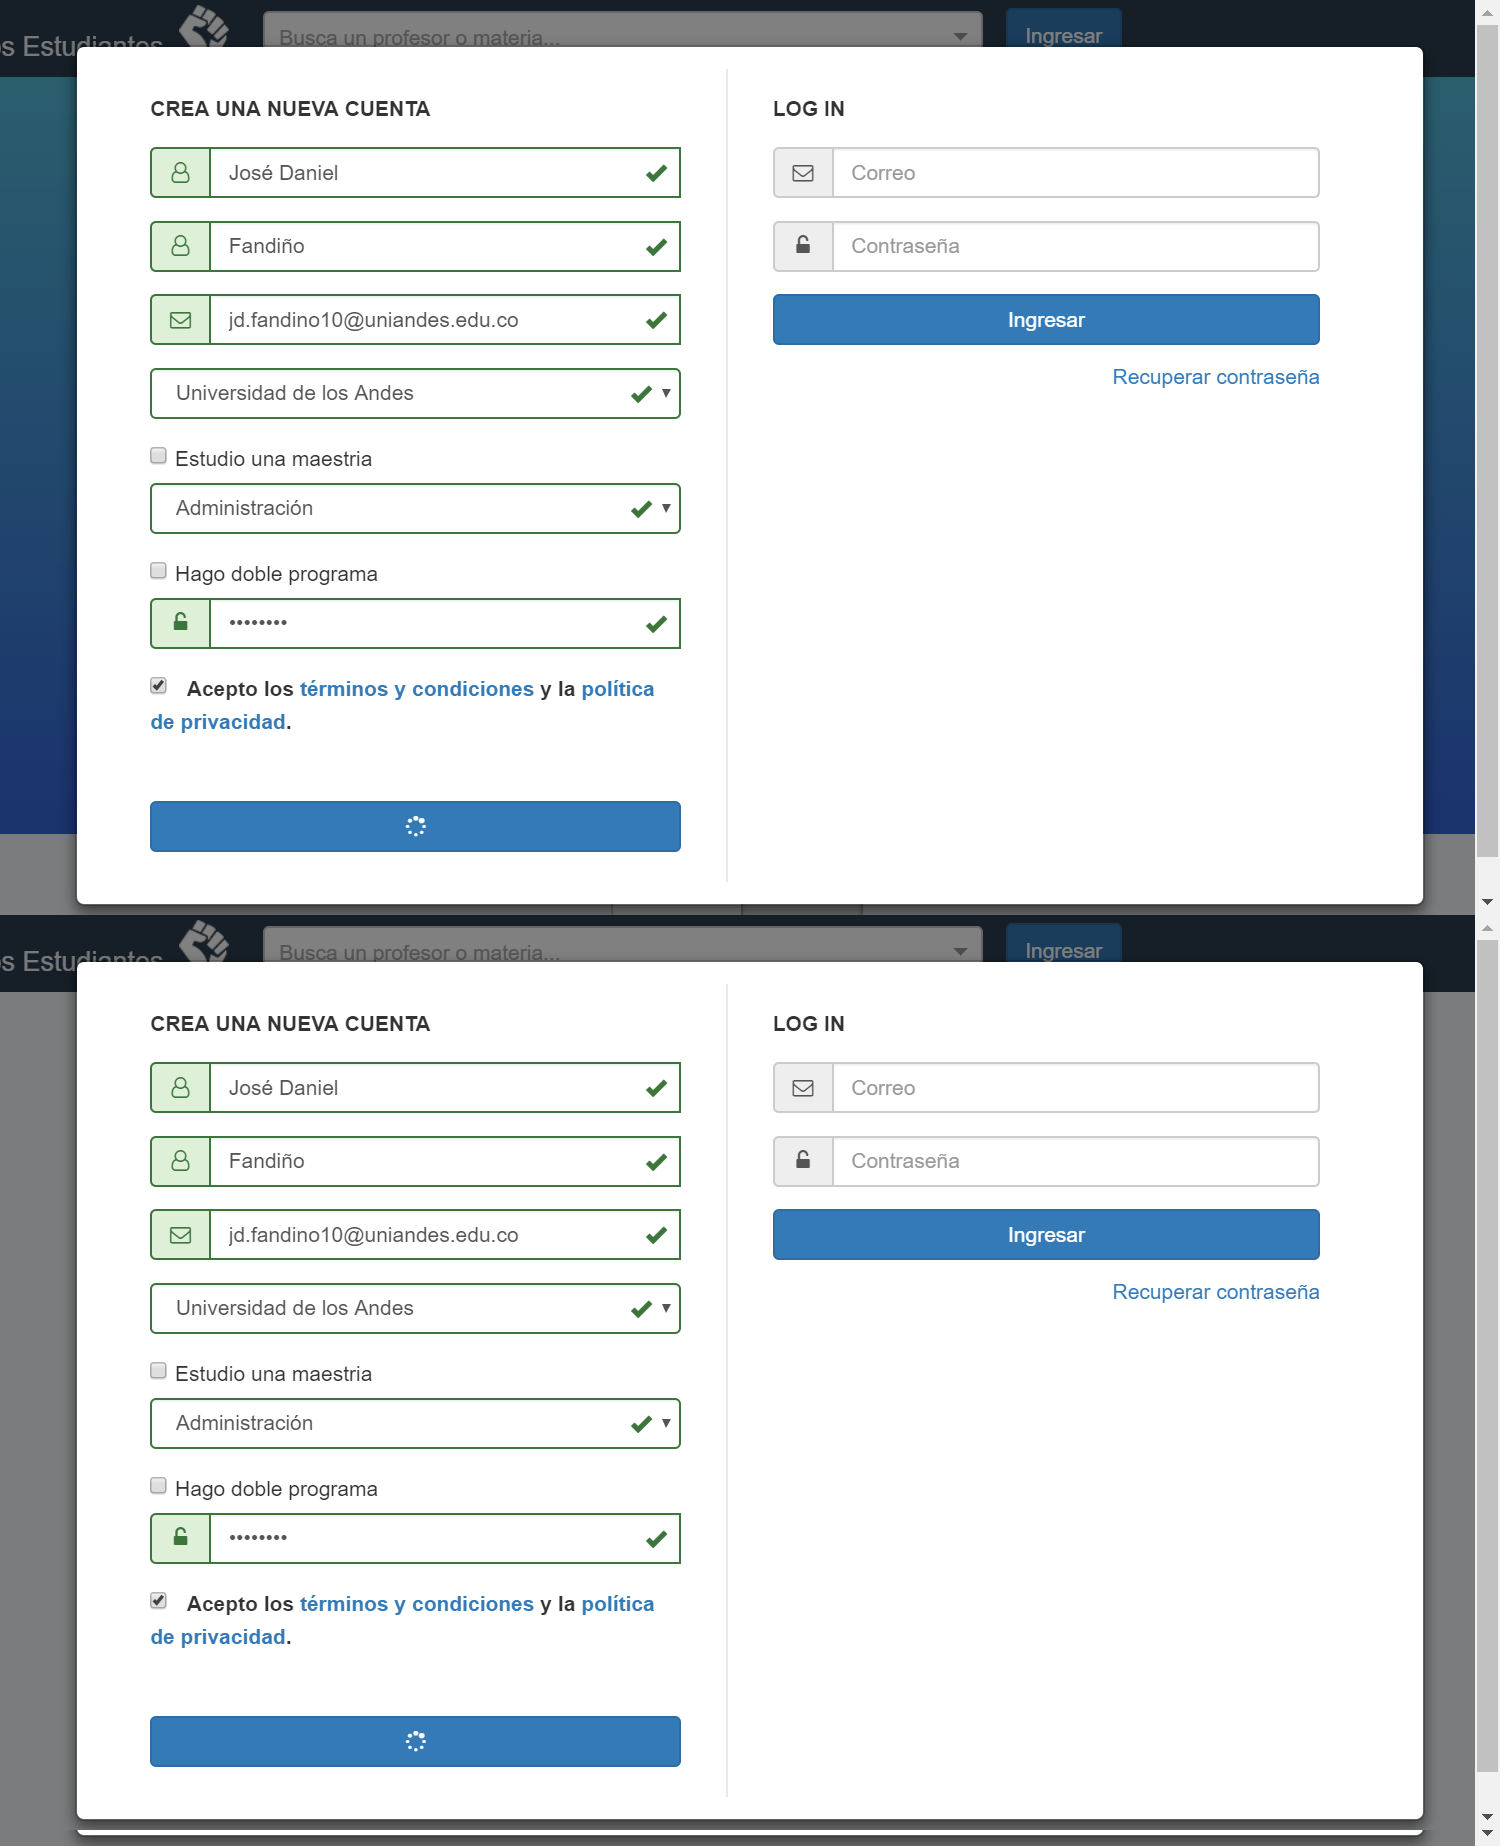 s Estudiantes
Busca un profesor o materia...
Ingresar
CREA UNA NUEVA CUENTA
José Daniel
Fandiño
jd.fandino10@uniandes.edu.co
Universidad de los Andes
Estudio una maestria
Administración
Hago doble programa
••••••••
Acepto los términos y condiciones y la política
de privacidad.
LOG IN
Correo
Contraseña
Ingresar
Recuperar contraseña
s Estudiantes
Busca un profesor o materia...
Ingresar
CREA UNA NUEVA CUENTA
José Daniel
Fandiño
jd.fandino10@uniandes.edu.co
Universidad de los Andes
Estudio una maestria
Administración
Hago doble programa
••••••••
Acepto los términos y condiciones y la política
de privacidad.
LOG IN
Correo
Contraseña
Ingresar
Recuperar contraseña